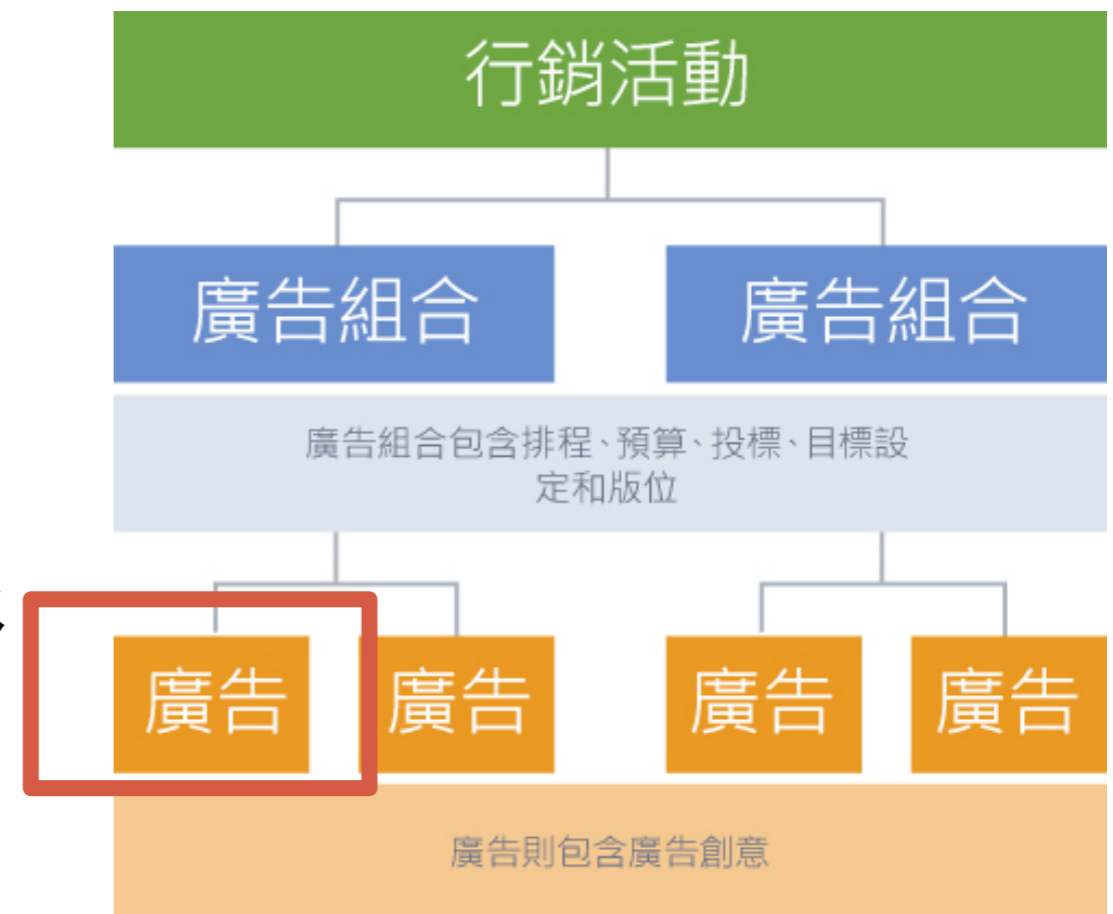 行銷活動
廣告組合 廣告組合
廣告組合包含排程、預算、投標、目標設
定和版位
廣告 廣告 廣告 廣告
廣告則包含廣告創意